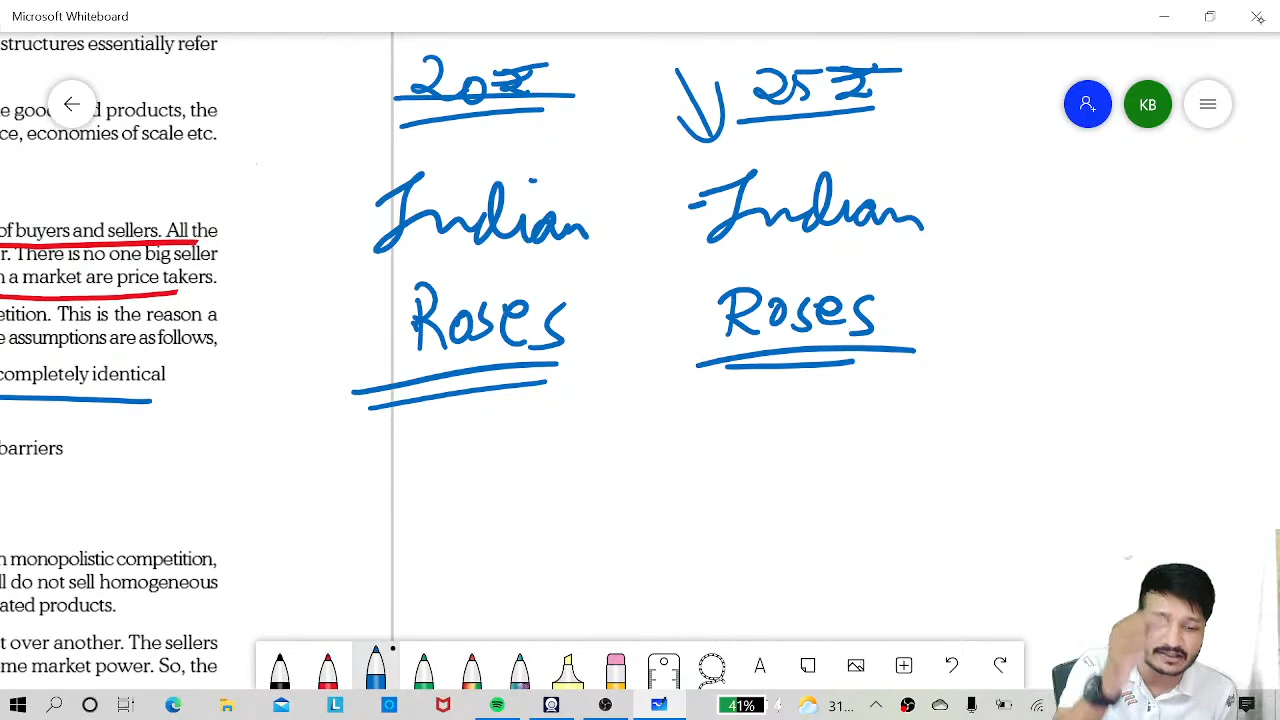 Microsoft Whiteboard
structures essentially refer
products, the
ce, economies of scale etc.
of buyers and sellers. All the
r. There is no one big seller
a market are price takers.
etition. This is the reason a
e assumptions are as follows,
completely identical
barriers
n monopolistic competition,
ll do not sell homogeneous
ated products.
t over another. The sellers
me market power. So, the
20₹ 25₹
Indian Indian
Roses Roses
KB
A
41% 31...